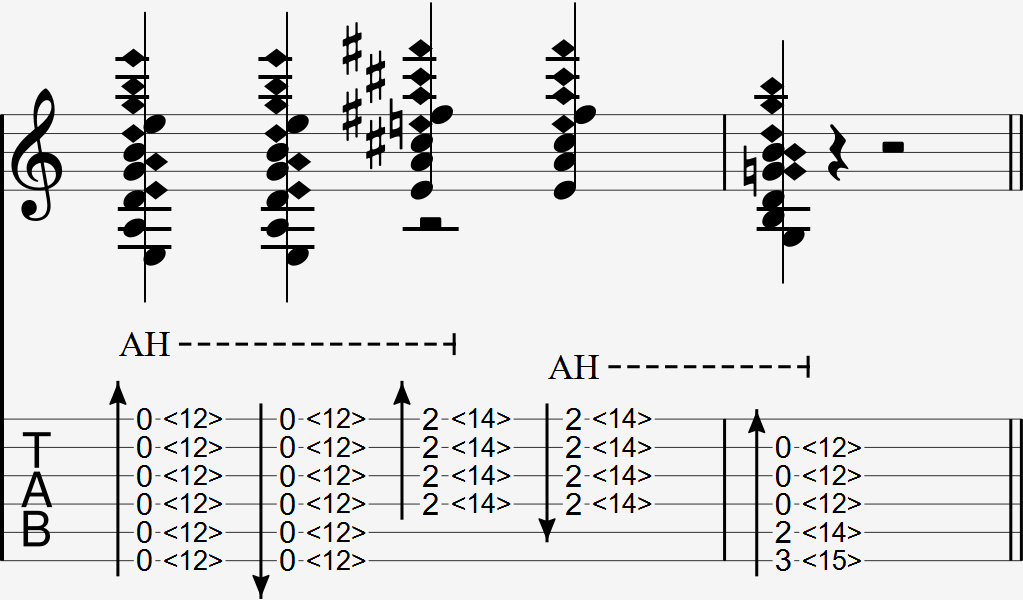 AH
AH
0 <12> 0 <12> 2 <14> 2 <14>
T 0 <12> 0 <12> 2 <14> 2 <14> 0 <12>
A 0 <12> 0 <12> 2 <14> 2 <14> 0 <12>
0 <12> 0 <12> 2 <14> 2 <14> 0 <12>
B 0 <12> 0 <12> 2 <14>
0 <12> 0 <12> 3 <15>